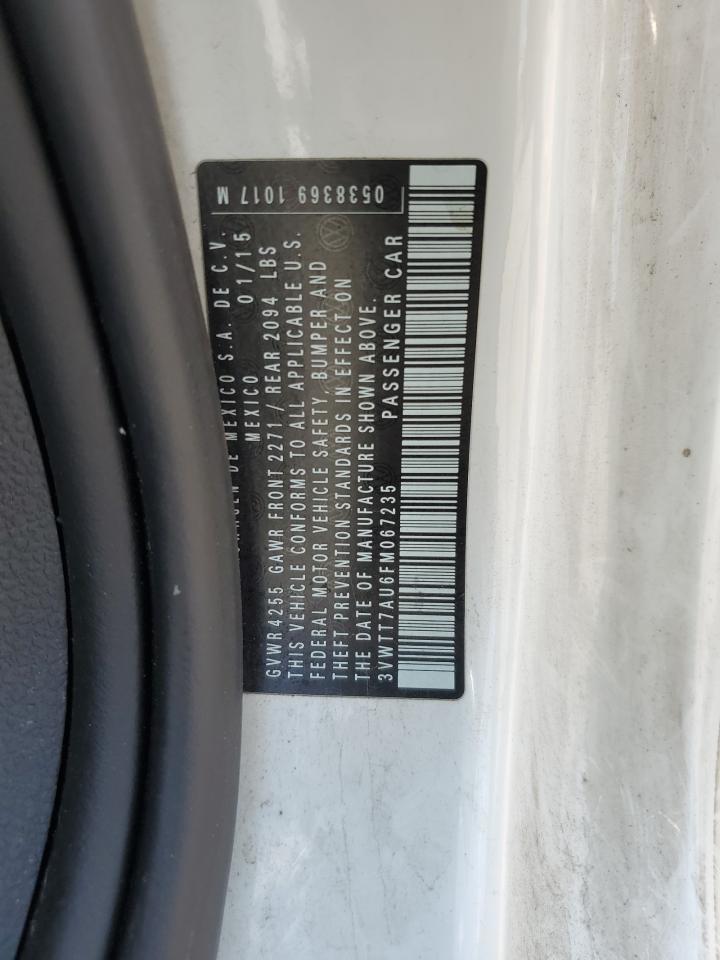 DE MEXICO S.A. DE C.V.
MEXICO 01/15
GVWR 4255 GAWR FRONT 2271 / REAR 2094 LBS
THIS VEHICLE CONFORMS TO ALL APPLICABLE U.S.
FEDERAL MOTOR VEHICLE SAFETY, BUMPER AND
THEFT PREVENTION STANDARDS IN EFFECT ON
THE DATE OF MANUFACTURE SHOWN ABOVE.
3VWTT7AU6FM067235 PASSENGER CAR
0538369 1017 M